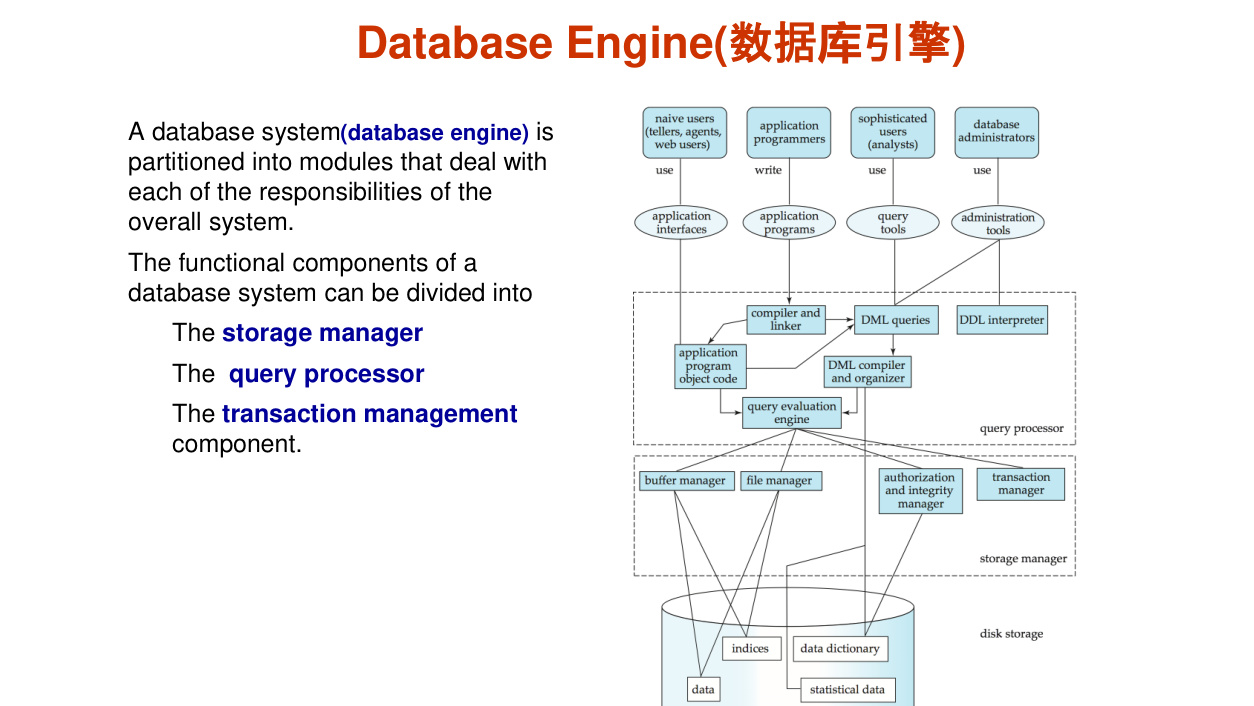 Database Engine(数据库引擎)
A database system(database engine) is
partitioned into modules that deal with
each of the responsibilities of the
overall system.
The functional components of a
database system can be divided into
The storage manager
The query processor
The transaction management
component.
naive users
(tellers, agents,
web users)
application
programmers
sophisticated
users
(analysts)
database
administrators
use
write
use
use
application
interfaces
application
programs
query
tools
administration
tools
compiler and
linker
DML queries
DDL interpreter
application
program
object code
DML compiler
and organizer
query evaluation
engine
query processor
buffer manager
file manager
authorization
and integrity
manager
transaction
manager
storage manager
disk storage
indices
data dictionary
data
statistical data